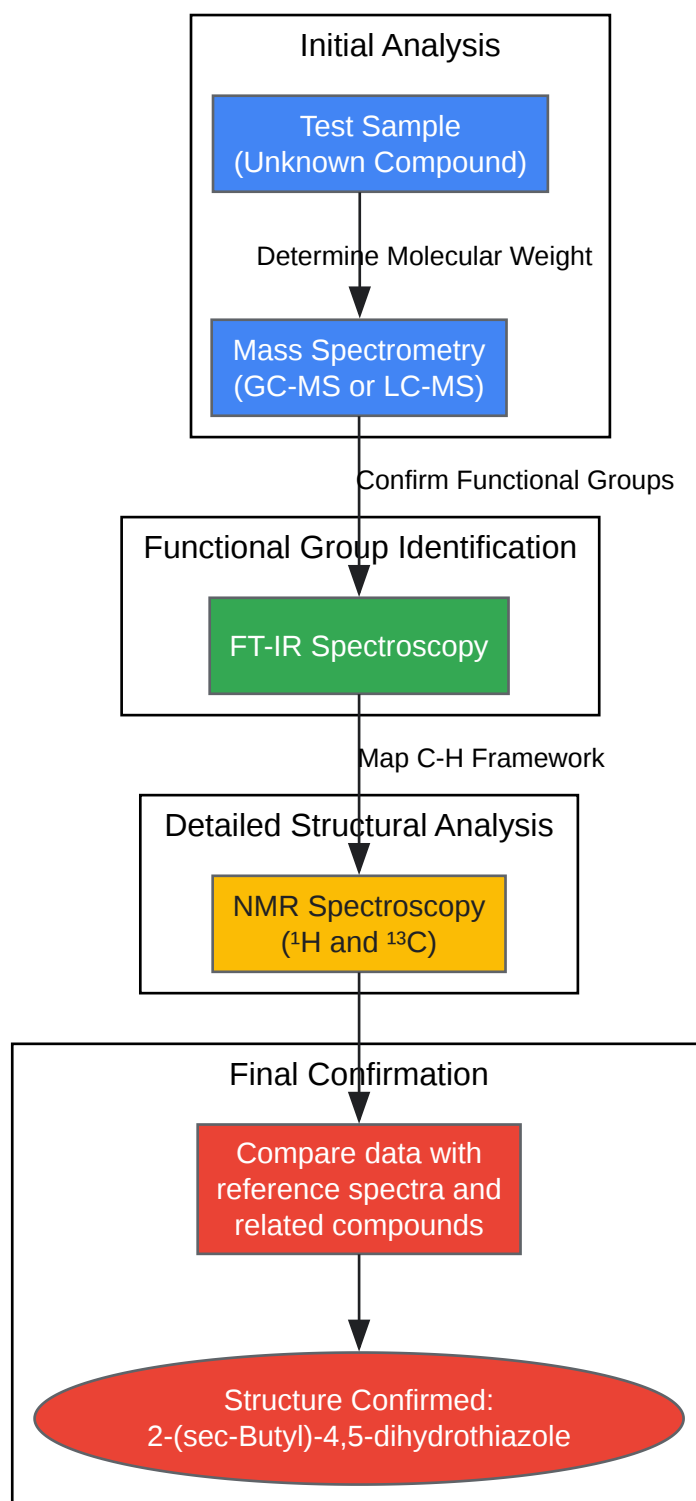 Initial Analysis
Test Sample
(Unknown Compound)
Determine Molecular Weight
Mass Spectrometry
(GC-MS or LC-MS)
Confirm Functional Groups
Functional Group Identification
FT-IR Spectroscopy
Map C-H Framework
Detailed Structural Analysis
NMR Spectroscopy
(¹H and ¹³C)
Final Confirmation
Compare data with
reference spectra and
related compounds
Structure Confirmed:
2-(sec-Butyl)-4,5-dihydrothiazole